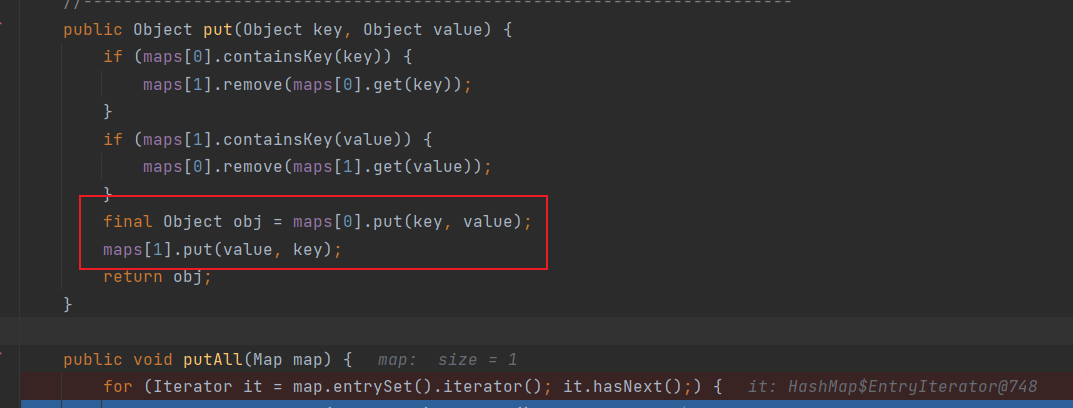 //-----------------------------------------------------------------------
public Object put(Object key, Object value) {
if (maps[0].containsKey(key)) {
maps[1].remove(maps[0].get(key));
}
if (maps[1].containsKey(value)) {
maps[0].remove(maps[1].get(value));
}
final Object obj = maps[0].put(key, value);
maps[1].put(value, key);
return obj;
}
public void putAll(Map map) { map: size = 1
for (Iterator it = map.entrySet().iterator(); it.hasNext();) { it: HashMap$EntryIterator@748